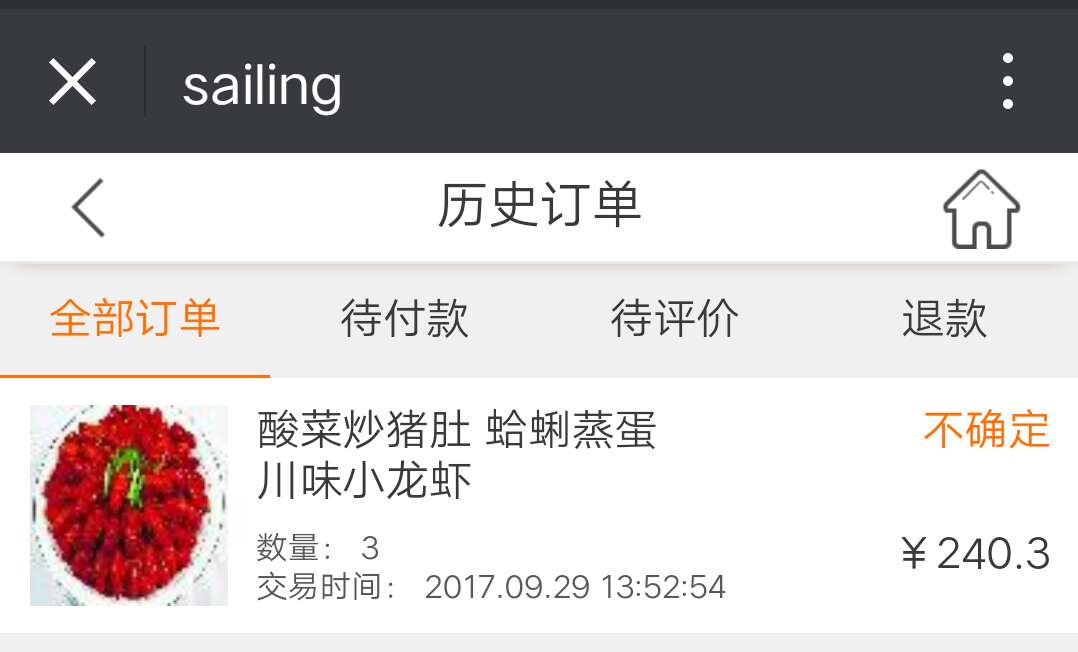 sailing
历史订单
全部订单 待付款 待评价 退款
酸菜炒猪肚 蛤蜊蒸蛋 不确定
川味小龙虾
数量： 3
¥240.3
交易时间： 2017.09.29 13:52:54